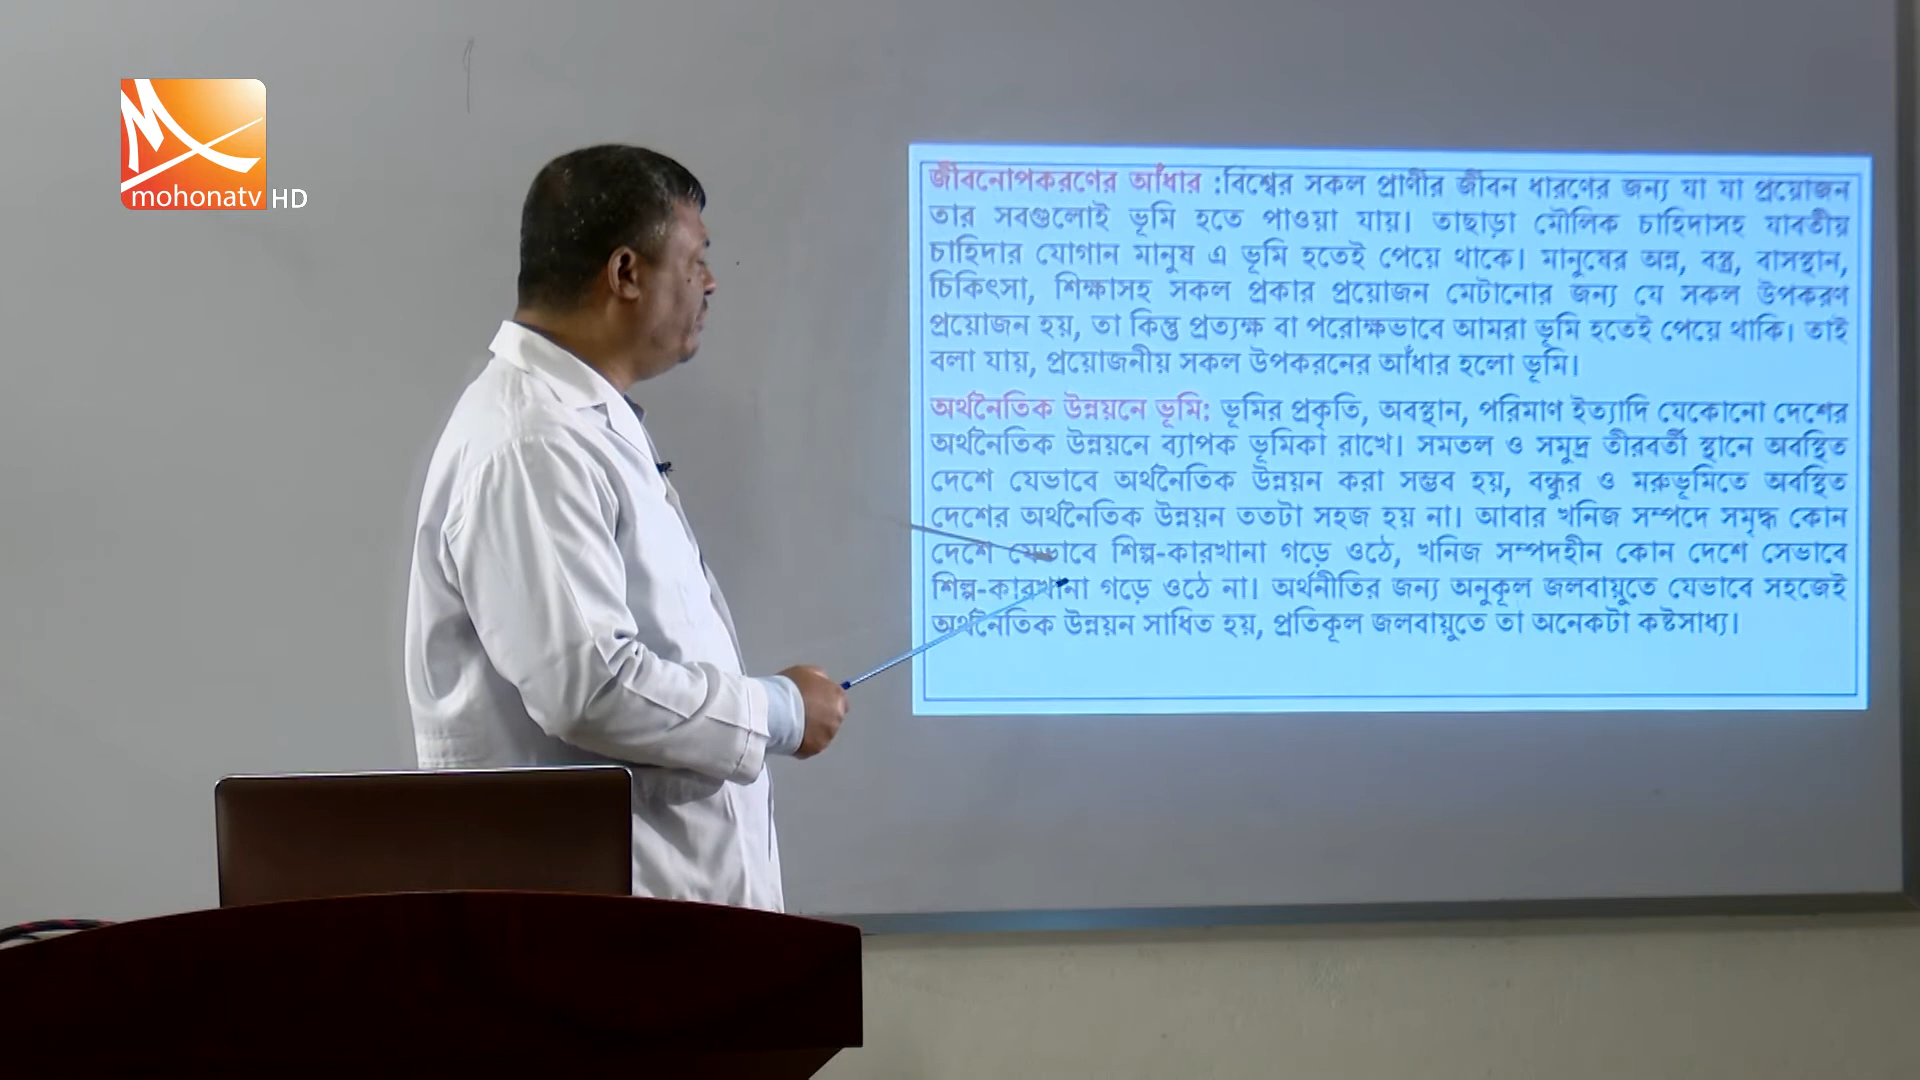 mohonatv HD
জীবনোপকরণের আঁধার :বিশ্বের সকল প্রাণীর জীবন ধারণের জন্য যা যা প্রয়োজন
তার সবগুলোই ভূমি হতে পাওয়া যায়। তাছাড়া মৌলিক চাহিদাসহ যাবতীয়
চাহিদার যোগান মানুষ এ ভূমি হতেই পেয়ে থাকে। মানুষের অন্ন, বস্ত্র, বাসস্থান,
চিকিৎসা, শিক্ষাসহ সকল প্রকার প্রয়োজন মেটানোর জন্য যে সকল উপকরণ
প্রয়োজন হয়, তা কিন্তু প্রত্যক্ষ বা পরোক্ষভাবে আমরা ভূমি হতেই পেয়ে থাকি। তাই
বলা যায়, প্রয়োজনীয় সকল উপকরনের আঁধার হলো ভূমি।
অর্থনৈতিক উন্নয়নে ভূমি: ভূমির প্রকৃতি, অবস্থান, পরিমাণ ইত্যাদি যেকোনো দেশের
অর্থনৈতিক উন্নয়নে ব্যাপক ভূমিকা রাখে। সমতল ও সমুদ্র তীরবর্তী স্থানে অবস্থিত
দেশে যেভাবে অর্থনৈতিক উন্নয়ন করা সম্ভব হয়, বন্ধুর ও মরুভূমিতে অবস্থিত
দেশের অর্থনৈতিক উন্নয়ন ততটা সহজ হয় না। আবার খনিজ সম্পদে সমৃদ্ধ কোন
দেশে যেভাবে শিল্প-কারখানা গড়ে ওঠে, খনিজ সম্পদহীন কোন দেশে সেভাবে
শিল্প-কারখানা গড়ে ওঠে না। অর্থনীতির জন্য অনুকূল জলবায়ুতে যেভাবে সহজেই
অর্থনৈতিক উন্নয়ন সাধিত হয়, প্রতিকূল জলবায়ুতে তা অনেকটা কষ্টসাধ্য।